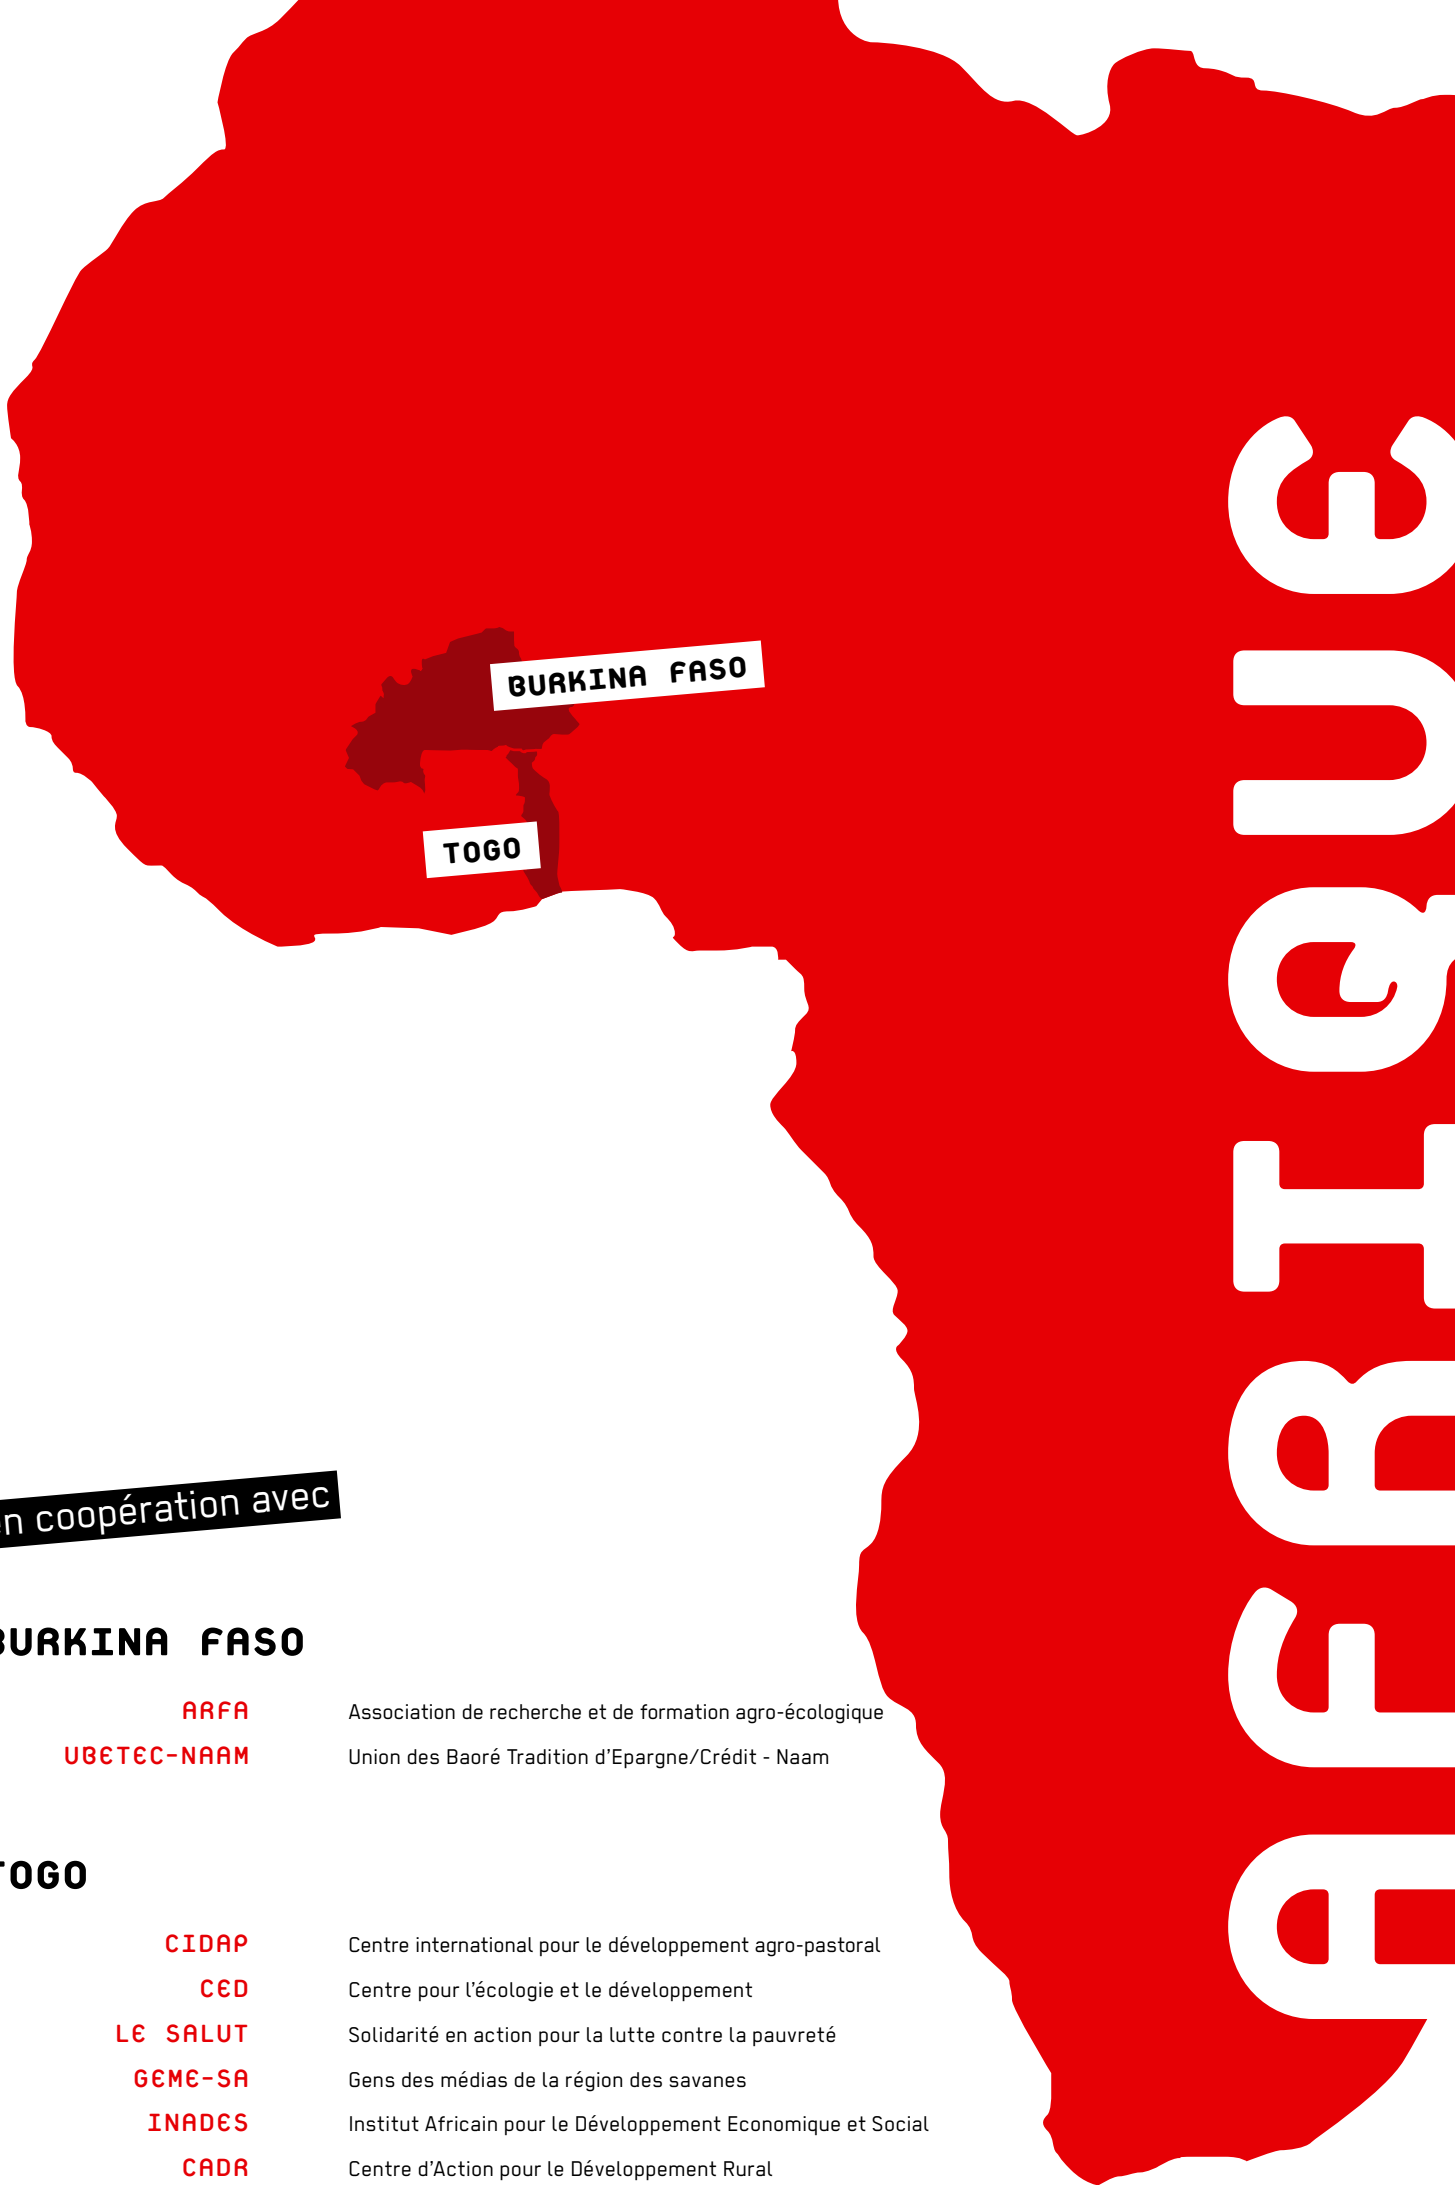 BURKINA FASO
TOGO
AFRIQUE
en coopération avec
BURKINA FASO
ARFA Association de recherche et de formation agro-écologique
UBETEC-NAAM Union des Baoré Tradition d’Epargne/Crédit - Naam
TOGO
CIDAP Centre international pour le développement agro-pastoral
CED Centre pour l’écologie et le développement
LE SALUT Solidarité en action pour la lutte contre la pauvreté
GEME-SA Gens des médias de la région des savanes
INADES Institut Africain pour le Développement Economique et Social
CADR Centre d’Action pour le Développement Rural